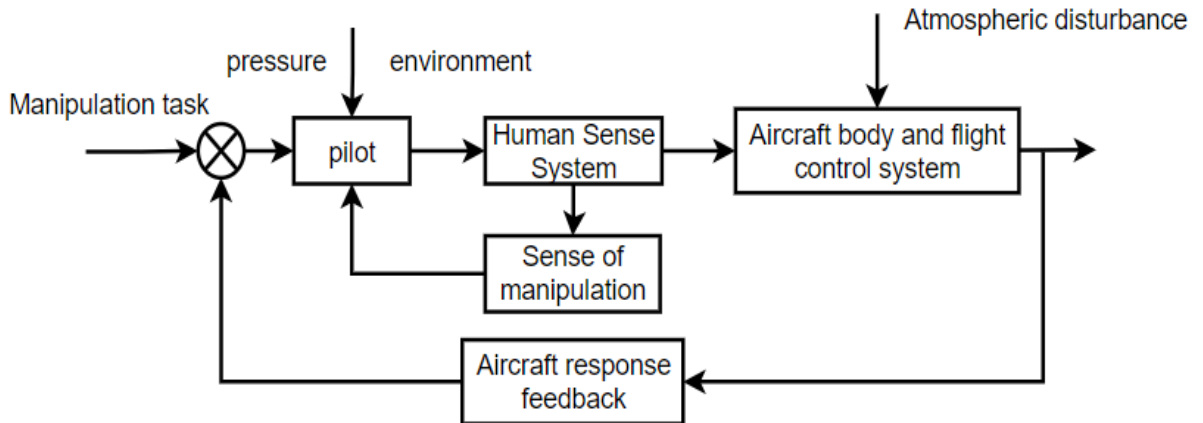 Atmospheric disturbance
pressure environment
Manipulation task
pilot
Human Sense
System
Aircraft body and flight
control system
Sense of
manipulation
Aircraft response
feedback